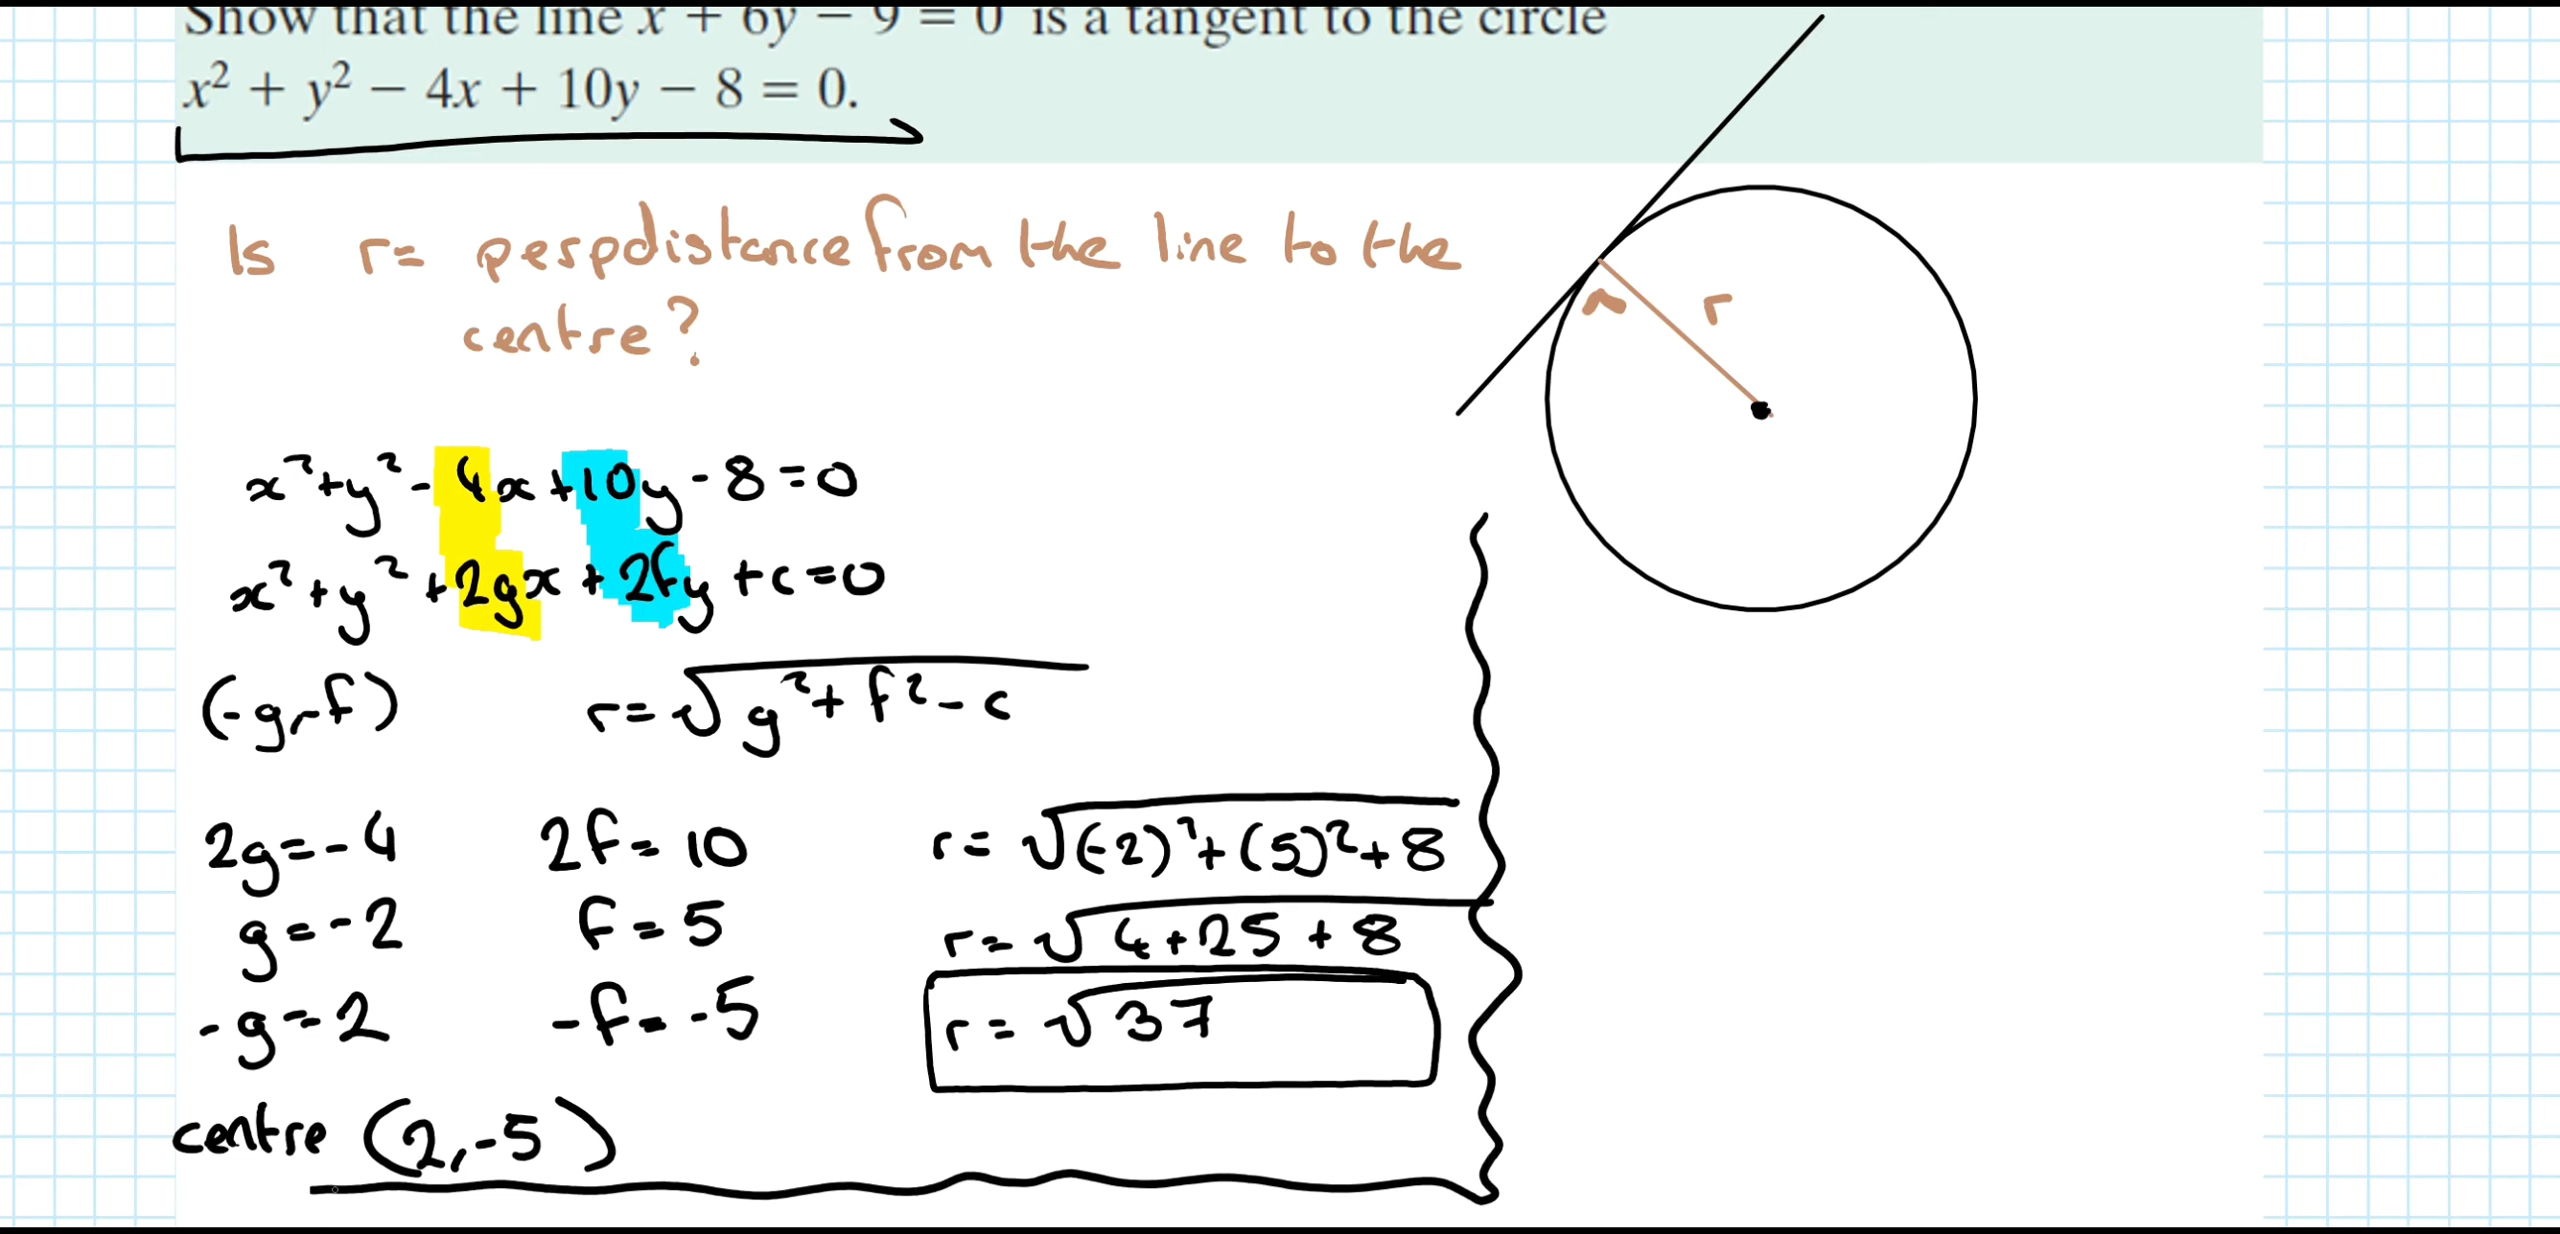 Show that the line x + 6y − 9 = 0 is a tangent to the circle
x² + y² − 4x + 10y − 8 = 0.
Is r = perp distance from the line to the
centre?
r
x²+y²-4x+10y-8=0
x²+y²+2gx+2fy+c=0
(-g,-f) r=√g²+f²-c
2g=-4 2f=10 r=√(-2)²+(5)²+8
g=-2 f=5 r=√4+25+8
-g=2 -f=-5 r=√37
centre (2,-5)